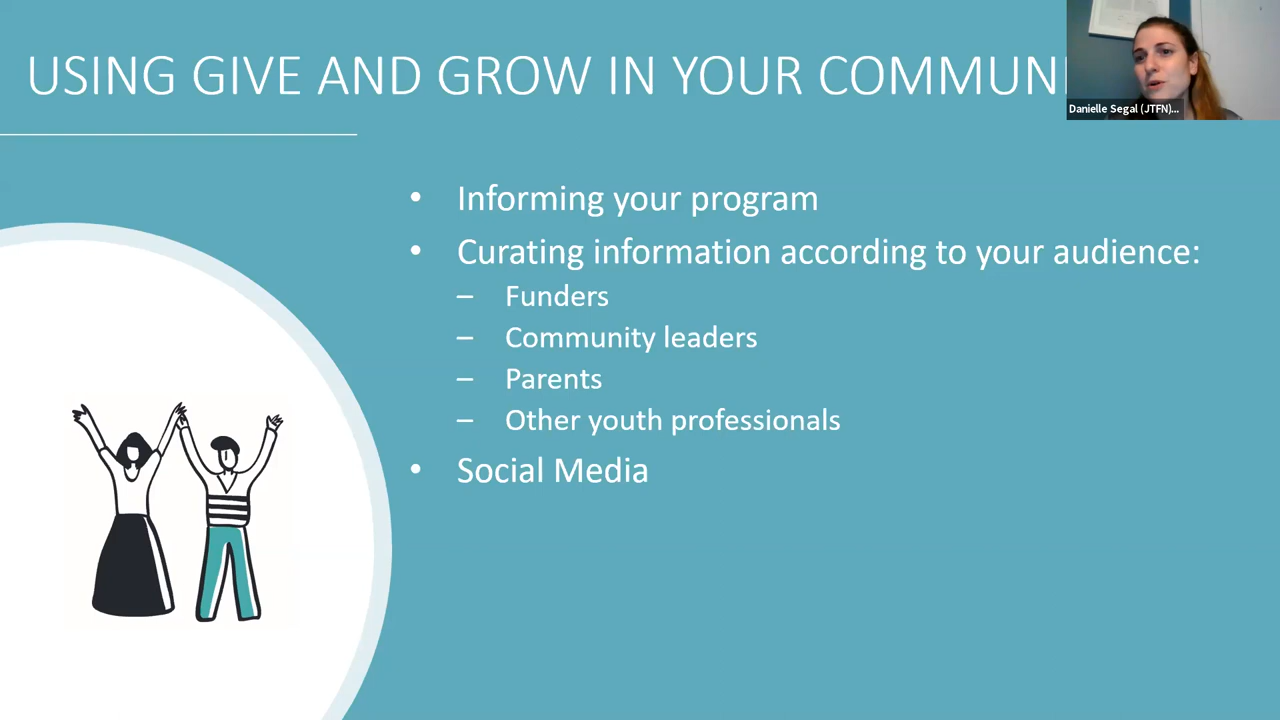 USING GIVE AND GROW IN YOUR COMMUN
Danielle Segal (JTFN)...
• Informing your program
• Curating information according to your audience:
– Funders
– Community leaders
– Parents
– Other youth professionals
• Social Media